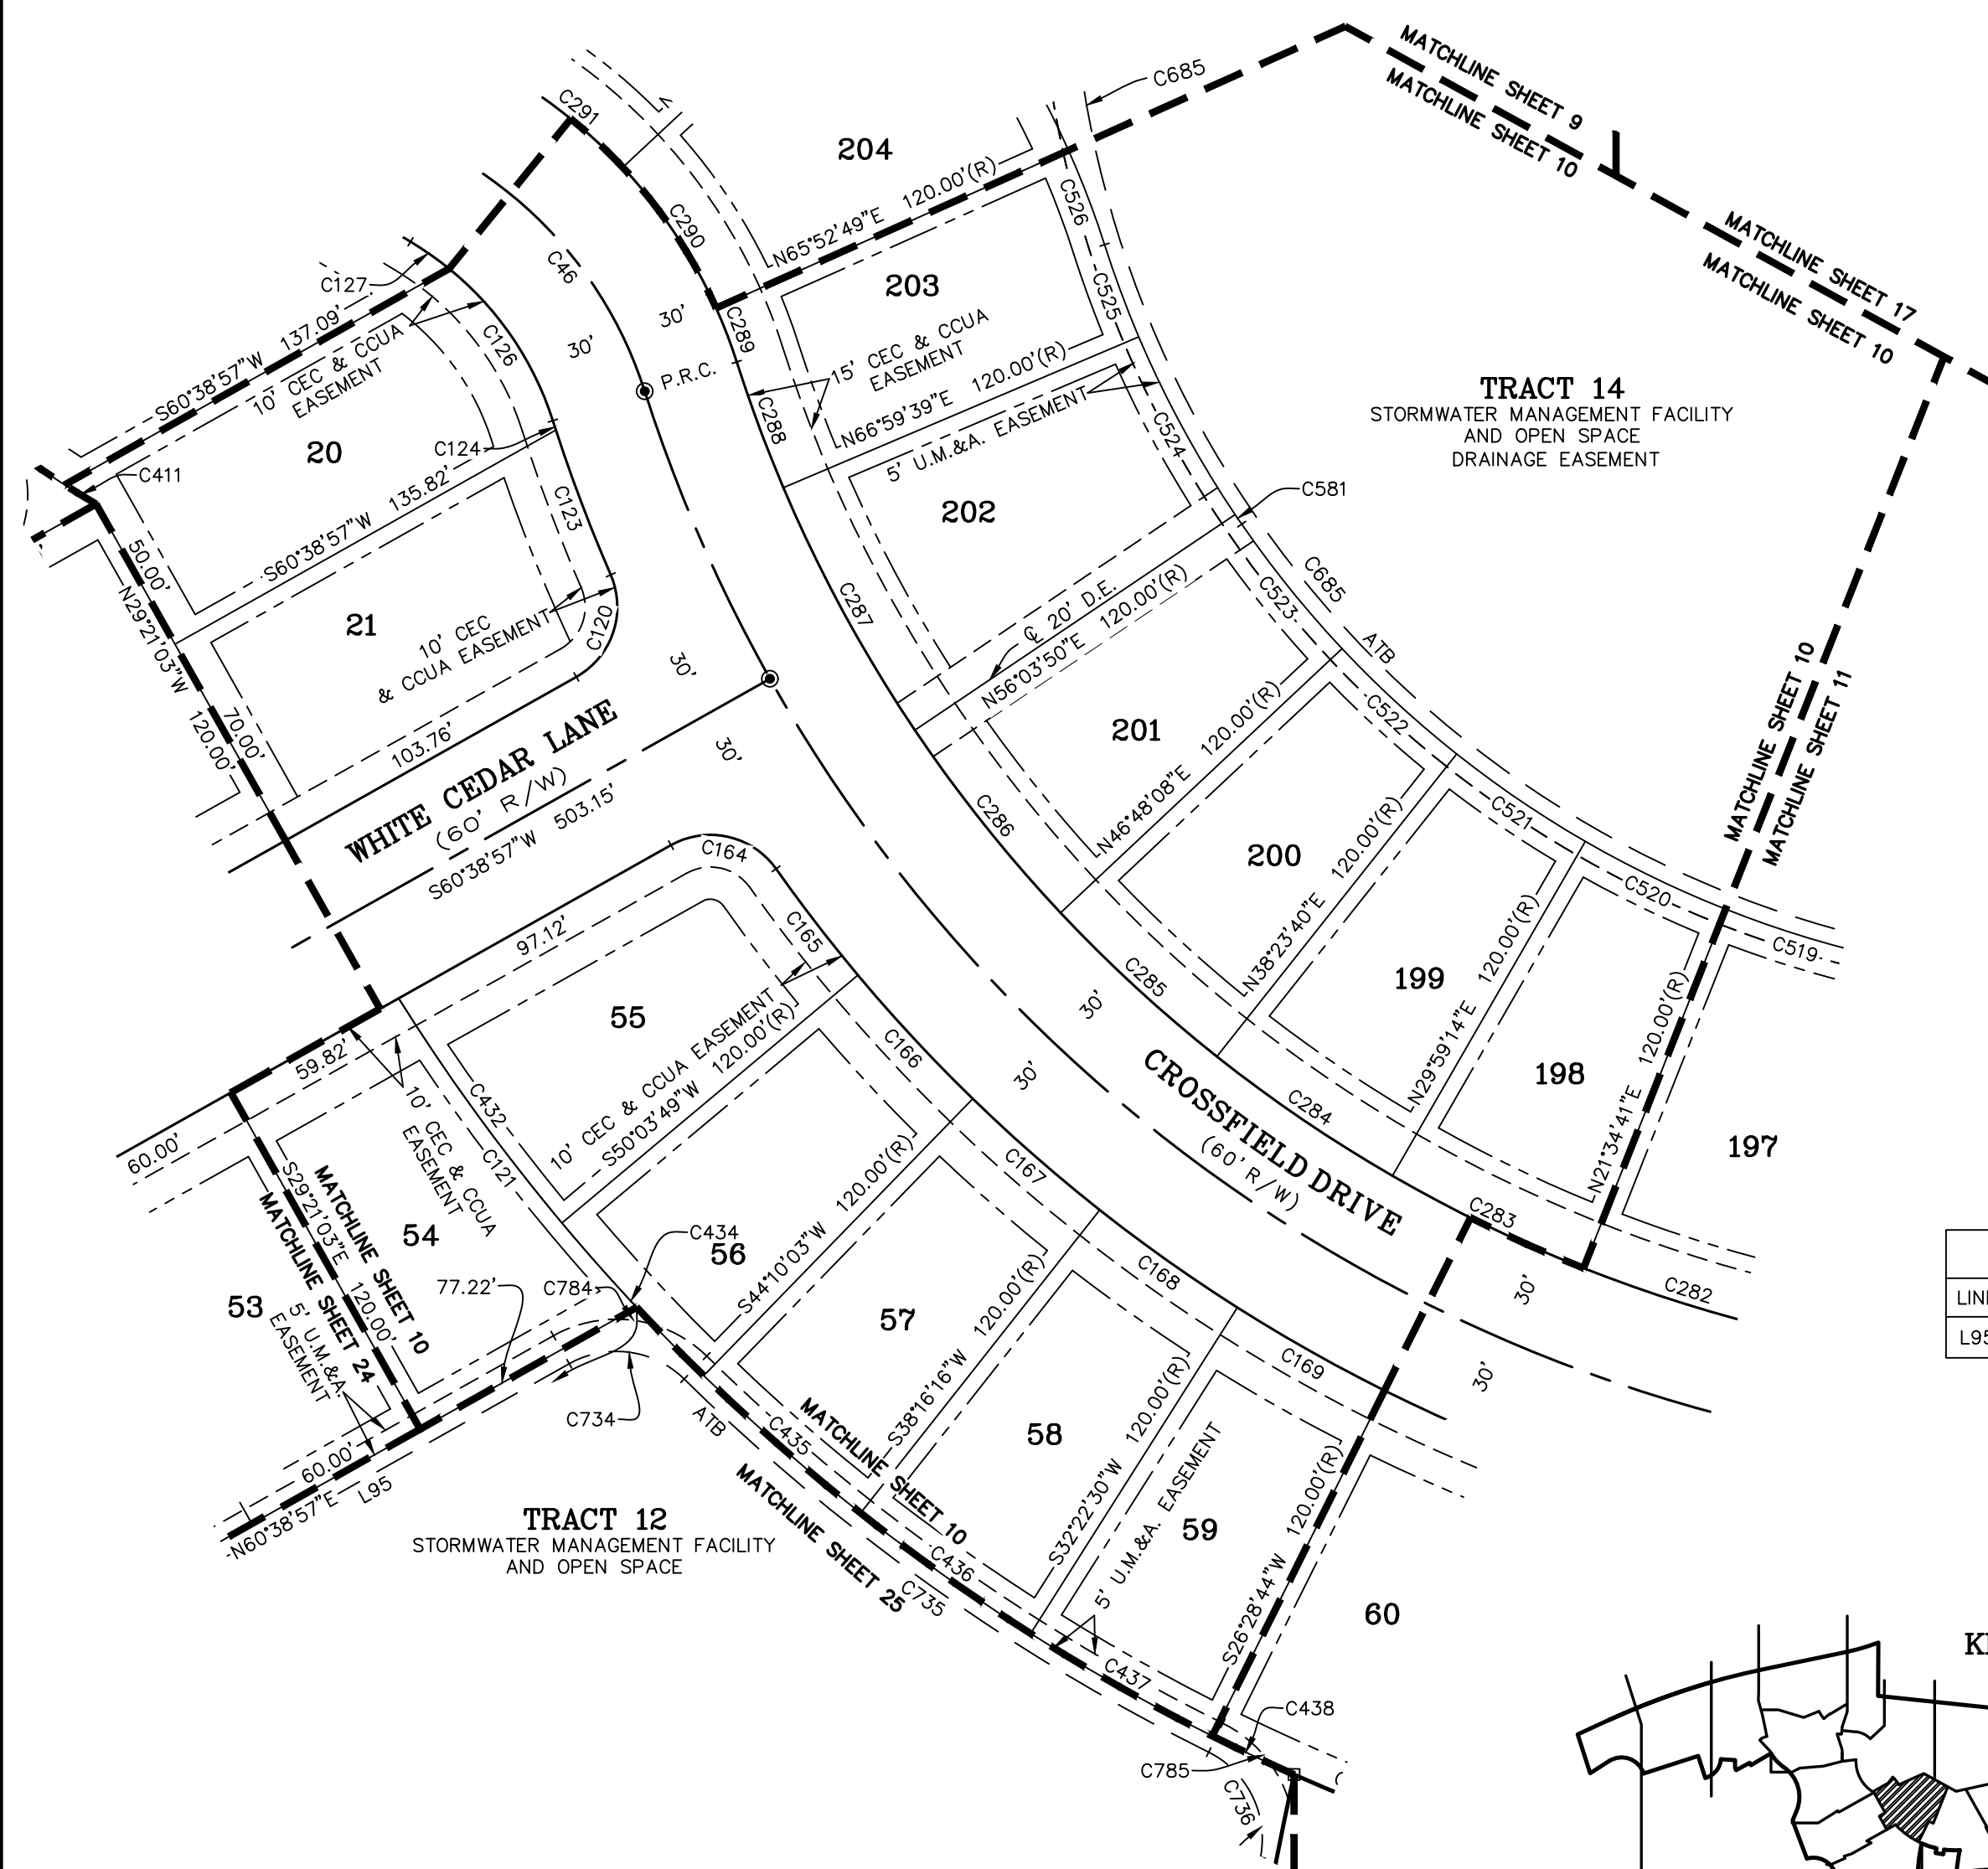 MATCHLINE SHEET 9
MATCHLINE SHEET 10
C685
C291
204
C290
N65°52'49"E 120.00'(R)
C526
C46
C127
203
C525
30'
30'
C289
MATCHLINE SHEET 17
MATCHLINE SHEET 10
S60°38'57"W 137.09'
10' CEC & CCUA
EASEMENT
C126
P.R.C.
15' CEC & CCUA
EASEMENT
N66°59'39"E 120.00'(R)
TRACT 14
STORMWATER MANAGEMENT FACILITY
AND OPEN SPACE
DRAINAGE EASEMENT
20
C124
C288
5' U.M.&A. EASEMENT
C524
C411
S60°38'57"W 135.82'
C123
202
C581
50.00'
N29°21'03"W
120.00'
70.00'
21
10' CEC
& CCUA EASEMENT
C120
C287
℄ 20' D.E.
N56°03'50"E 120.00'(R)
C523
C685
ATB
30'
103.76'
WHITE CEDAR LANE
(60' R/W)
S60°38'57"W 503.15'
30'
201
N46°48'08"E 120.00'(R)
C522
MATCHLINE SHEET 10
MATCHLINE SHEET 11
C286
200
N38°23'40"E 120.00'(R)
C521
C164
C520
97.12'
C165
C285
199
N29°59'14"E 120.00'(R)
C519
55
10' CEC & CCUA EASEMENT
S50°03'49"W 120.00'(R)
C166
30'
30'
CROSSFIELD DRIVE
(60' R/W)
C284
198
N21°34'41"E 120.00'(R)
197
59.82'
60.00'
10' CEC & CCUA
EASEMENT
C432
C121
C167
C283
C282
S29°21'03"E 120.00'
MATCHLINE SHEET 10
MATCHLINE SHEET 24
54
C434
56
S44°10'03"W 120.00'(R)
C168
30'
53
77.22'
C784
57
S38°16'16"W 120.00'(R)
C169
30'
5' U.M.&A.
EASEMENT
C734
ATB
C435
MATCHLINE SHEET 10
MATCHLINE SHEET 25
58
S32°22'30"W 120.00'(R)
60.00'
N60°38'57"E L95
TRACT 12
STORMWATER MANAGEMENT FACILITY
AND OPEN SPACE
C436
C735
5' U.M.&A. EASEMENT
59
S26°28'44"W 120.00'(R)
60
C437
C438
C785
C736
L95